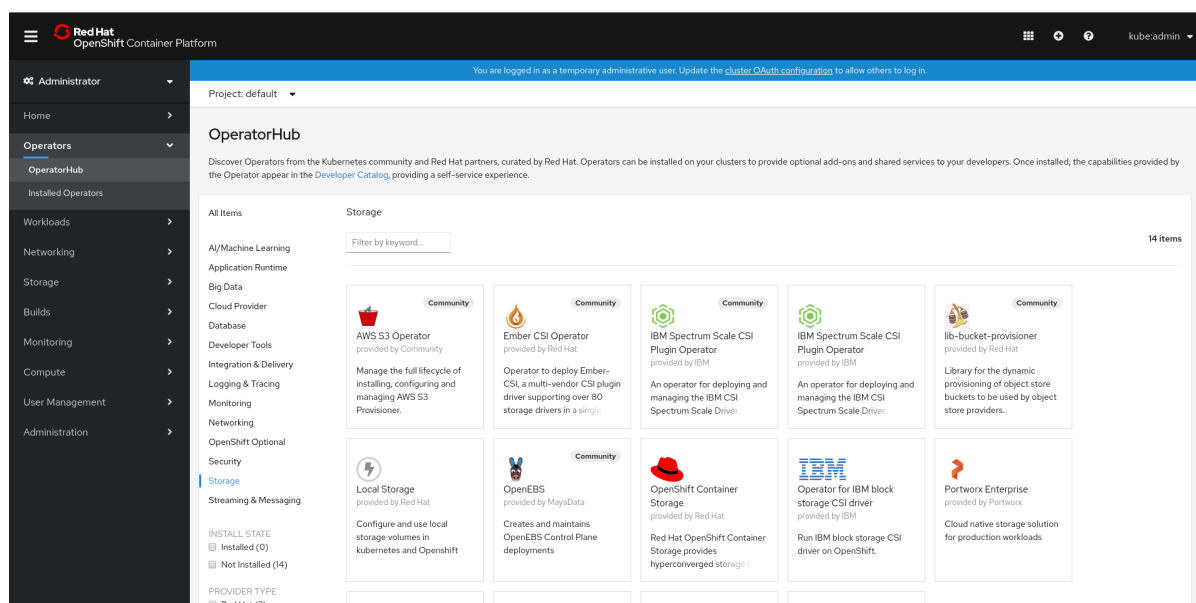 Red Hat
OpenShift Container Platform
kube:admin
Administrator
You are logged in as a temporary administrative user. Update the cluster OAuth configuration to allow others to log in.
Project: default
Home
Operators
OperatorHub
Installed Operators
Workloads
Networking
Storage
Builds
Monitoring
Compute
User Management
Administration
OperatorHub
Discover Operators from the Kubernetes community and Red Hat partners, curated by Red Hat. Operators can be installed on your clusters to provide optional add-ons and shared services to your developers. Once installed, the capabilities provided by
the Operator appear in the Developer Catalog, providing a self-service experience.
All Items
AI/Machine Learning
Application Runtime
Big Data
Cloud Provider
Database
Developer Tools
Integration & Delivery
Logging & Tracing
Monitoring
Networking
OpenShift Optional
Security
Storage
Streaming & Messaging
INSTALL STATE
Installed (0)
Not Installed (14)
PROVIDER TYPE
Storage
Filter by keyword...
14 items
Community
AWS S3 Operator
provided by Community
Manage the full lifecycle of
installing, configuring and
managing AWS S3
Provisioner.
Community
Ember CSI Operator
provided by Red Hat
Operator to deploy Ember-
CSI, a multi-vendor CSI plugin
driver supporting over 80
storage drivers in a single
Community
IBM Spectrum Scale CSI
Plugin Operator
provided by IBM
An operator for deploying and
managing the IBM CSI
Spectrum Scale Driver.
IBM Spectrum Scale CSI
Plugin Operator
provided by IBM
An operator for deploying and
managing the IBM CSI
Spectrum Scale Driver.
Community
lib-bucket-provisioner
provided by Red Hat
Library for the dynamic
provisioning of object store
buckets to be used by object
store providers.
Local Storage
provided by Red Hat
Configure and use local
storage volumes in
kubernetes and Openshift
Community
OpenEBS
provided by MayaData
Creates and maintains
OpenEBS Control Plane
deployments
OpenShift Container
Storage
provided by Red Hat
Red Hat OpenShift Container
Storage provides
hyperconverged storage
IBM
Operator for IBM block
storage CSI driver
provided by IBM
Run IBM block storage CSI
driver on OpenShift.
Portworx Enterprise
provided by Portworx
Cloud native storage solution
for production workloads